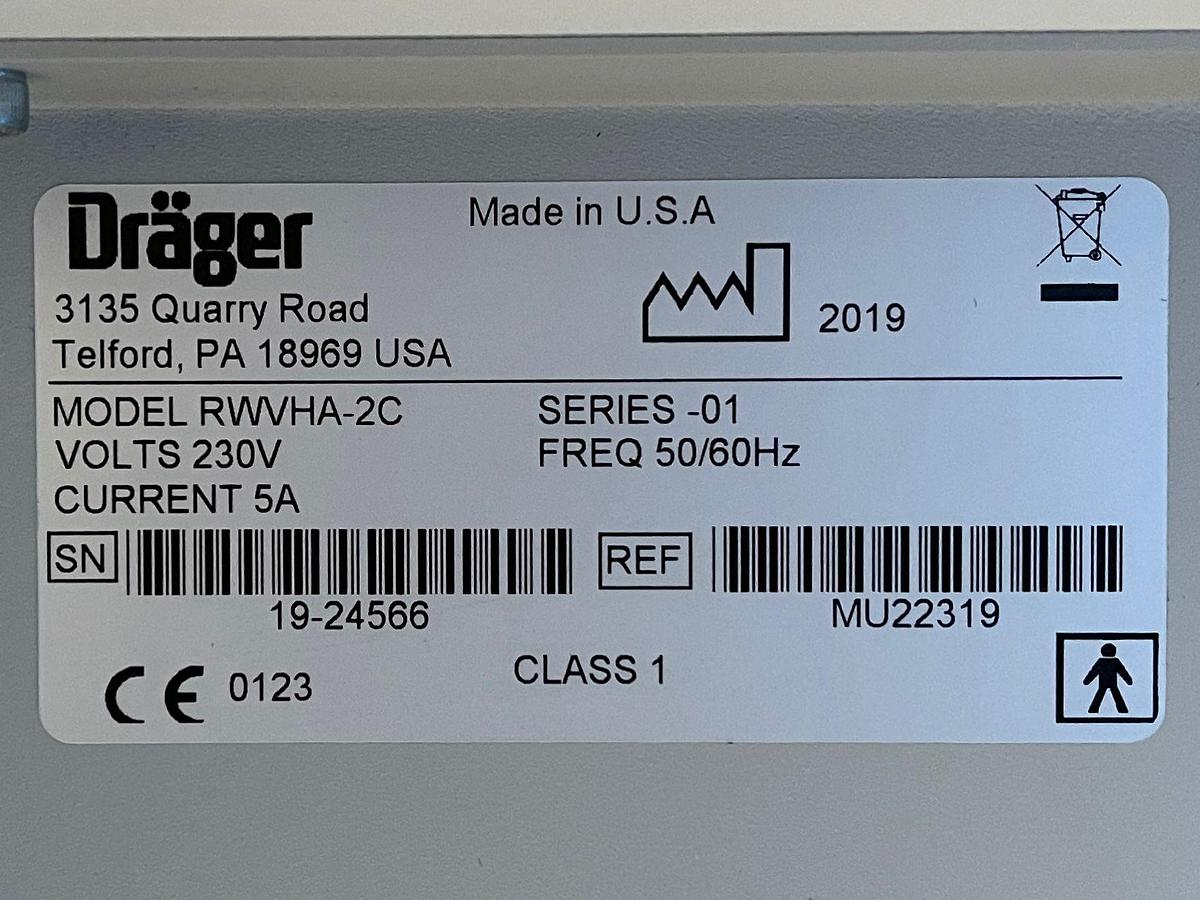 Dräger
Made in U.S.A
3135 Quarry Road
Telford, PA 18969 USA
2019
MODEL RWVHA-2C
SERIES -01
VOLTS 230V
FREQ 50/60Hz
CURRENT 5A
SN
19-24566
REF
MU22319
CE 0123
CLASS 1